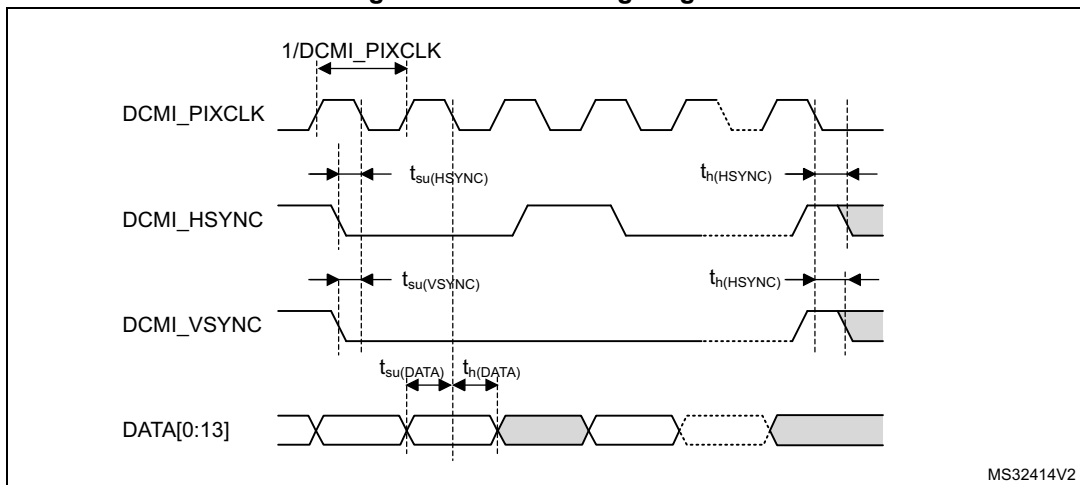 1/DCMI_PIXCLK
DCMI_PIXCLK
tsu(HSYNC) th(HSYNC)
DCMI_HSYNC
tsu(VSYNC) th(HSYNC)
DCMI_VSYNC
tsu(DATA) th(DATA)
DATA[0:13]
MS32414V2